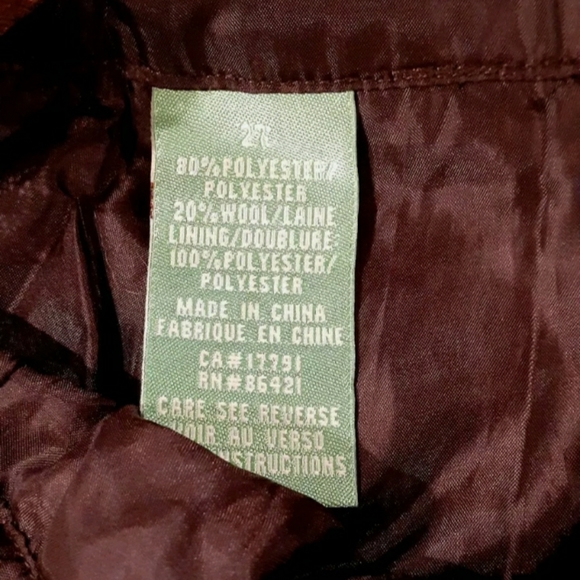 80%POLYESTER/
POLYESTER
20%WOOL/LAINE
LINING/DOUBLURE:
100%POLYESTER/
POLYESTER
MADE IN CHINA
FABRIQUE EN CHINE
CA#17791
RN#86421
CARE SEE REVERSE
VOIR AU VERSO